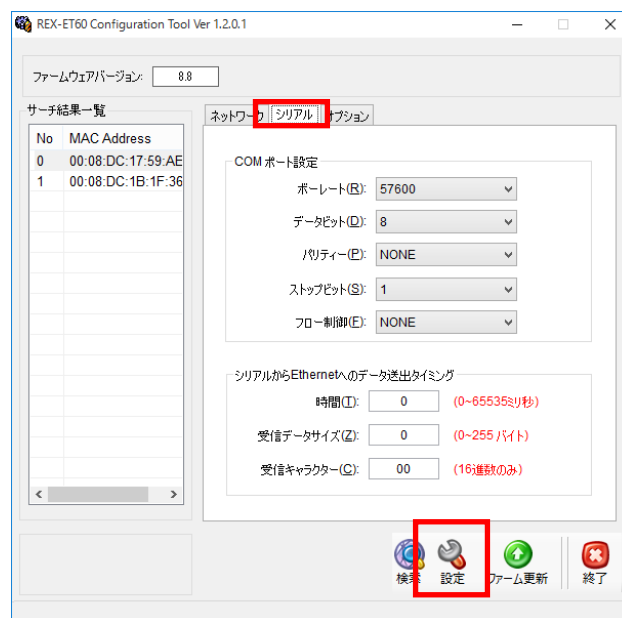 REX-ET60 Configuration Tool Ver 1.2.0.1
ファームウェアバージョン: 8.8
サーチ結果一覧
No MAC Address
0 00:08:DC:17:59:AE
1 00:08:DC:1B:1F:36
ネットワーク シリアル オプション
COM ポート設定
ボーレート(R): 57600
データビット(D): 8
パリティー(P): NONE
ストップビット(S): 1
フロー制御(F): NONE
シリアルからEthernetへのデータ送出タイミング
時間(T): 0 (0~65535ミリ秒)
受信データサイズ(Z): 0 (0~255 バイト)
受信キャラクター(C): 00 (16進数のみ)
検索 設定 ファーム更新 終了